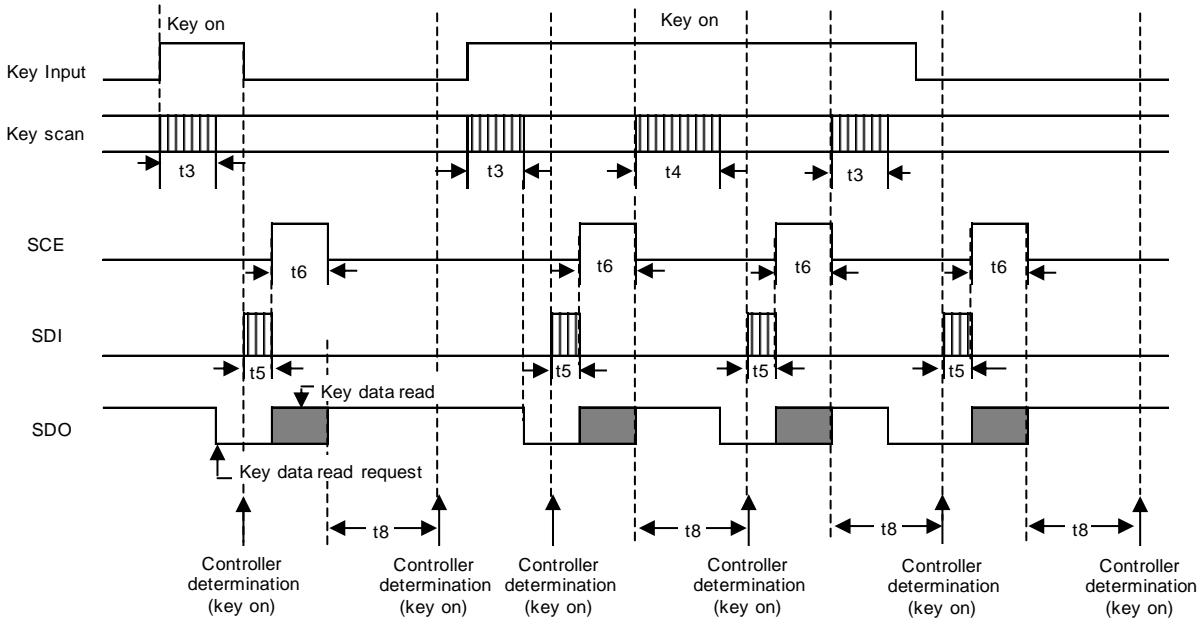 Key on
Key on
Key Input
Key scan
t3
t3
t4
t3
SCE
t6
t6
t6
t6
SDI
t5
t5
t5
t5
Key data read
SDO
Key data read request
t8
t8
t8
t8
Controller
determination
(key on)
Controller
determination
(key on)
Controller
determination
(key on)
Controller
determination
(key on)
Controller
determination
(key on)
Controller
determination
(key on)